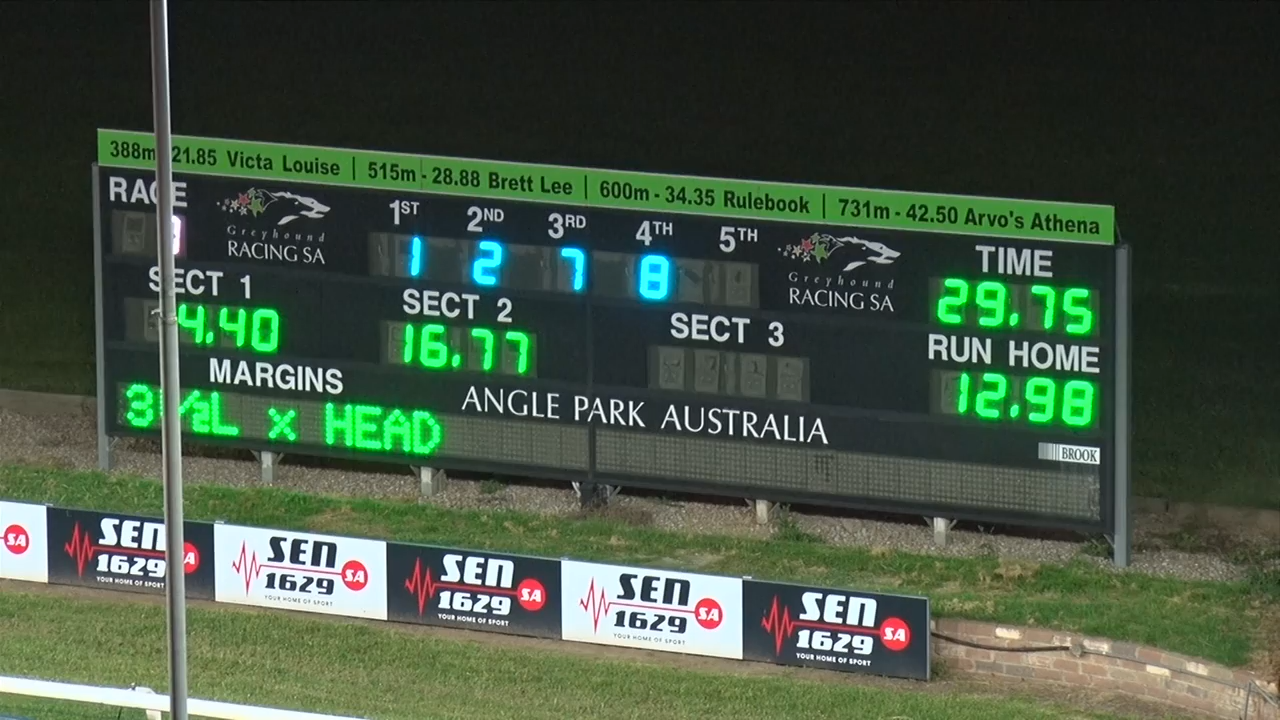 388m 21.85 Victa Louise | 515m - 28.88 Brett Lee | 600m - 34.35 Rulebook | 731m - 42.50 Arvo's Athena
RACE
Greyhound
RACING SA
1ST 2ND 3RD 4TH 5TH
1 2 7 8
Greyhound
RACING SA
TIME
29.75
SECT 1
4.40
SECT 2
16.77
SECT 3
RUN HOME
12.98
MARGINS
3 ½L x HEAD
ANGLE PARK AUSTRALIA
BROOK
SA
SEN
1629 SA
YOUR HOME OF SPORT
SEN
1629 SA
YOUR HOME OF SPORT
SEN
1629 SA
YOUR HOME OF SPORT
SEN
1629 SA
YOUR HOME OF SPORT
SEN
1629 SA
YOUR HOME OF SPORT